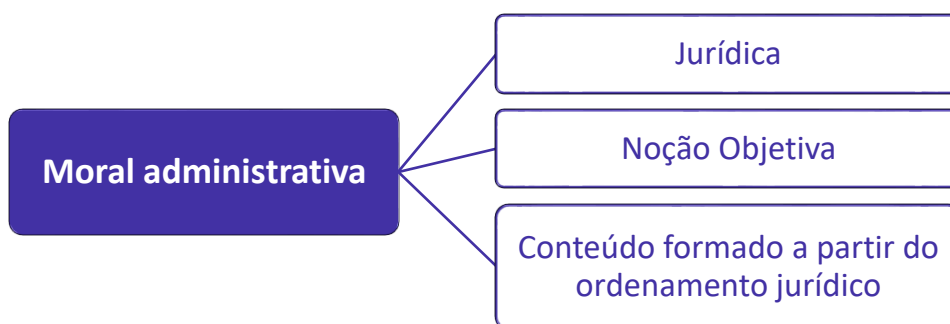 Moral administrativa
Jurídica
Noção Objetiva
Conteúdo formado a partir do
ordenamento jurídico